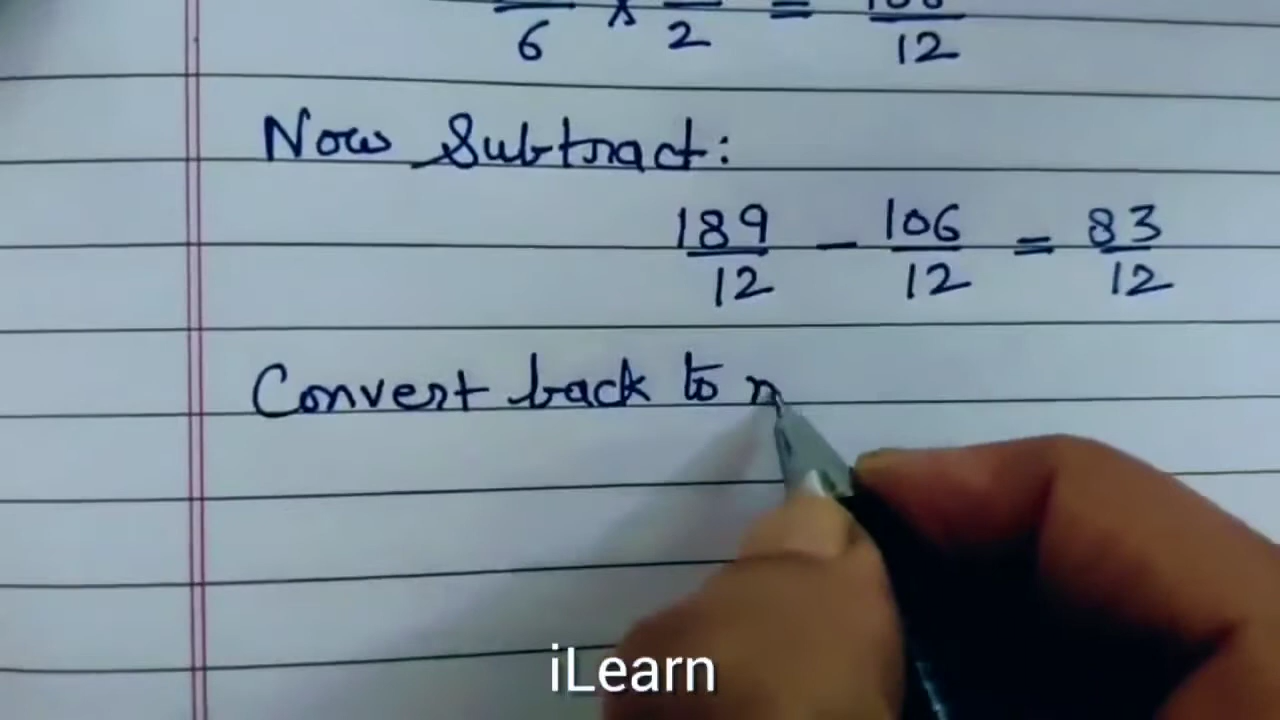 6 × 2 = 12
Now Subtract:
189/12 - 106/12 = 83/12
Convert back to
iLearn